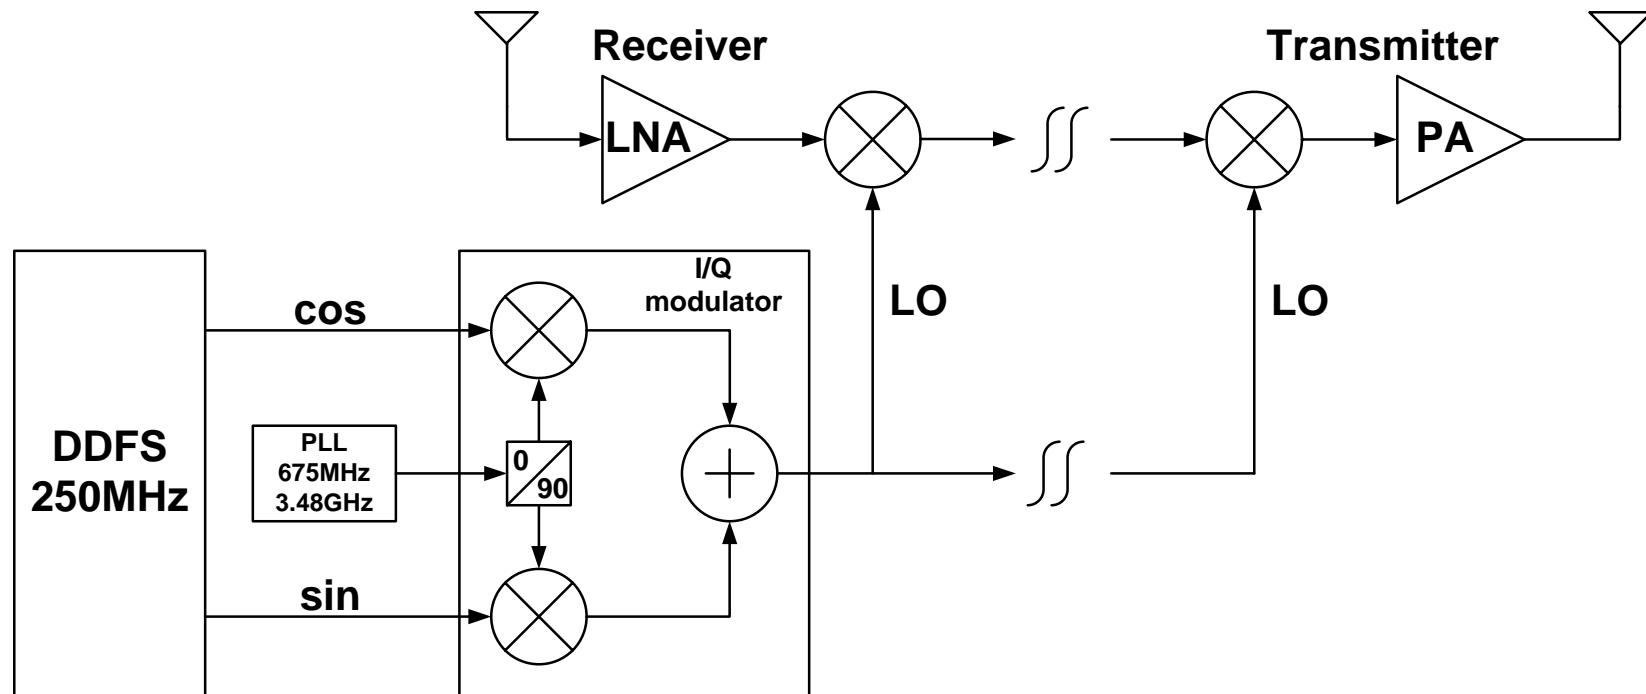 Receiver
Transmitter
LNA
PA
I/Q
modulator
cos
LO
LO
DDFS
250MHz
PLL
675MHz
3.48GHz
0
90
sin